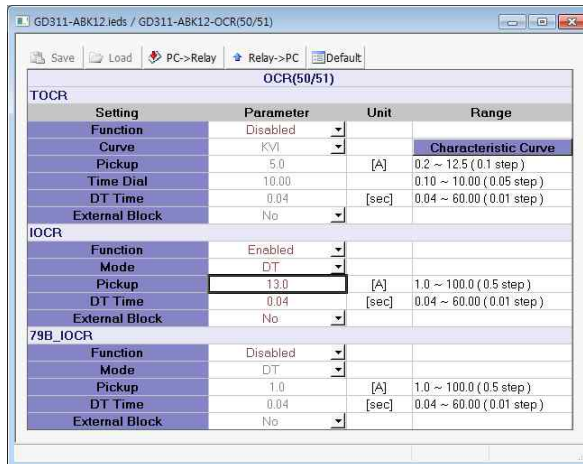 GD311-ABK12.ieds / GD311-ABK12-OCR(50/51)
Save Load PC->Relay Relay->PC Default
OCR(50/51)
TOCR
Setting Parameter Unit Range
Function Disabled
Curve KVI Characteristic Curve
Pickup 5.0 [A] 0.2 ~ 12.5 ( 0.1 step )
Time Dial 10.00 0.10 ~ 10.00 ( 0.05 step )
DT Time 0.04 [sec] 0.04 ~ 60.00 ( 0.01 step )
External Block No
IOCR
Function Enabled
Mode DT
Pickup 13.0 [A] 1.0 ~ 100.0 ( 0.5 step )
DT Time 0.04 [sec] 0.04 ~ 60.00 ( 0.01 step )
External Block No
79B_IOCR
Function Disabled
Mode DT
Pickup 1.0 [A] 1.0 ~ 100.0 ( 0.5 step )
DT Time 0.04 [sec] 0.04 ~ 60.00 ( 0.01 step )
External Block No